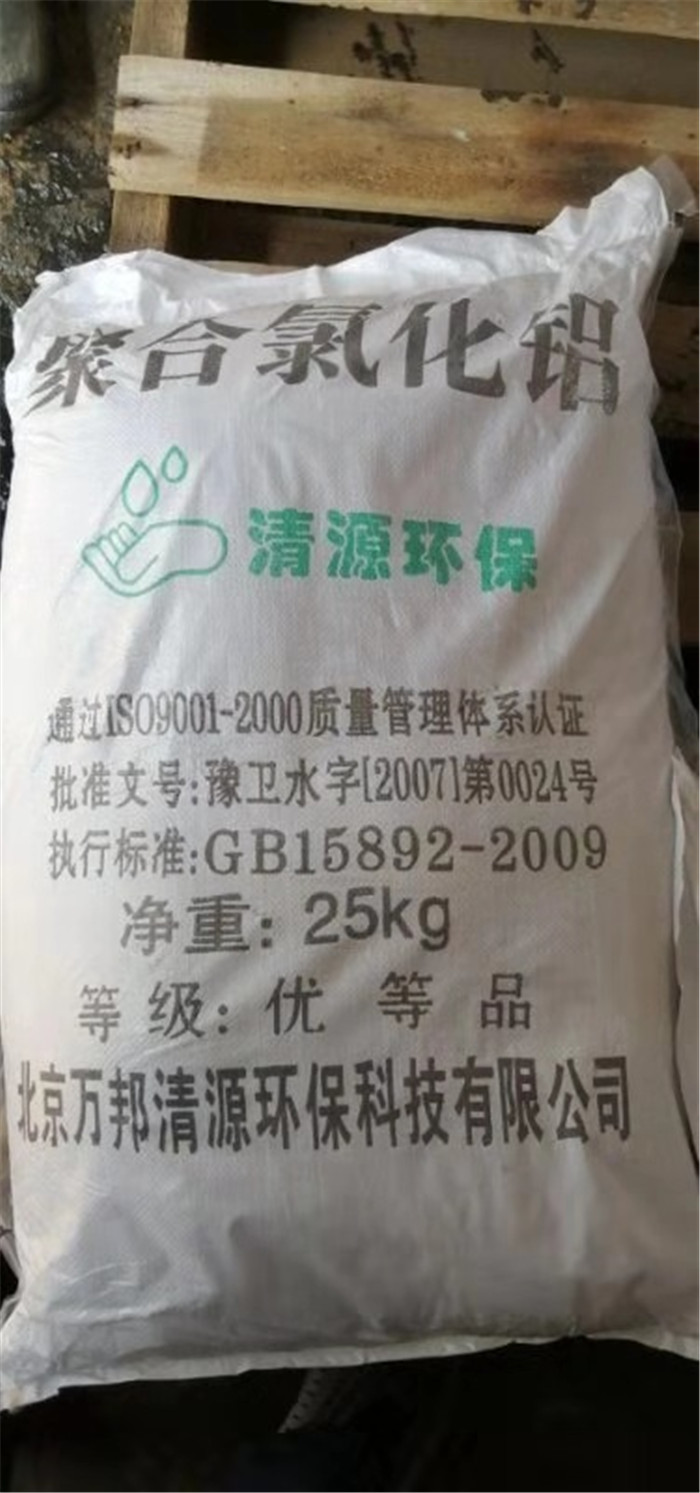 聚合氯化铝
清源环保
通过ISO9001-2000质量管理体系认证
批准文号:豫卫水字[2007]第0024号
执行标准:GB15892-2009
净重:25kg
等级:优等品
北京万邦清源环保科技有限公司